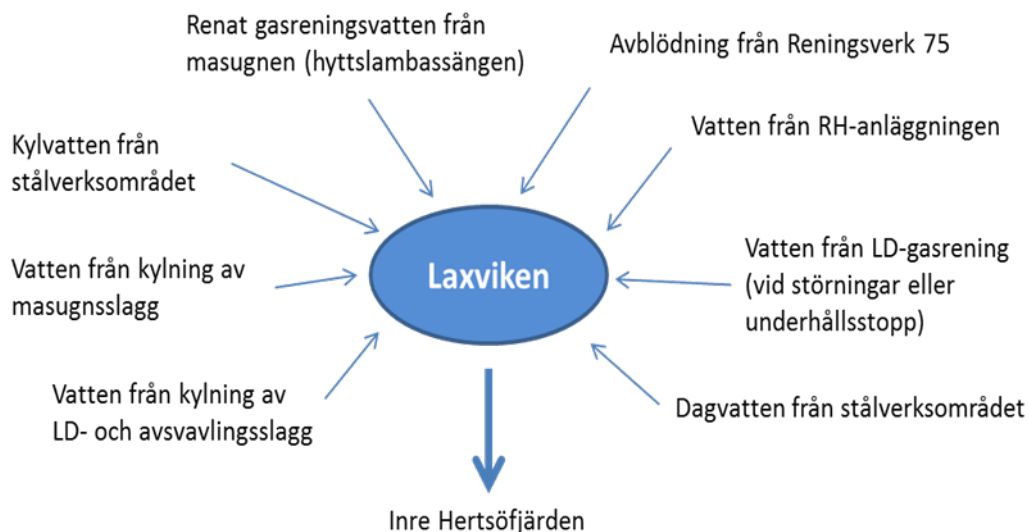 Renat gasreningsvatten från
masugnen (hyttslambassängen)
Avblödning från Reningsverk 75
Vatten från RH-anläggningen
Kylvatten från
stålverksområdet
Vatten från kylning av
masugnsslagg
Laxviken
Vatten från LD-gasrening
(vid störningar eller
underhållsstopp)
Vatten från kylning av
LD- och avsvavlingsslagg
Dagvatten från stålverksområdet
Inre Hertsöfjärden